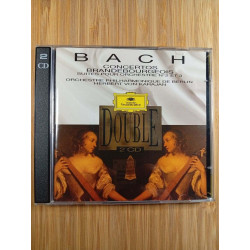 2
CD
BACH
CONCERTOS
BRANDEBOURGEOIS
SUITES POUR ORCHESTRE N° 2 & 3
ORCHESTRE PHILHARMONIQUE DE BERLIN
HERBERT VON KARAJAN
DOUBLE
2 CD